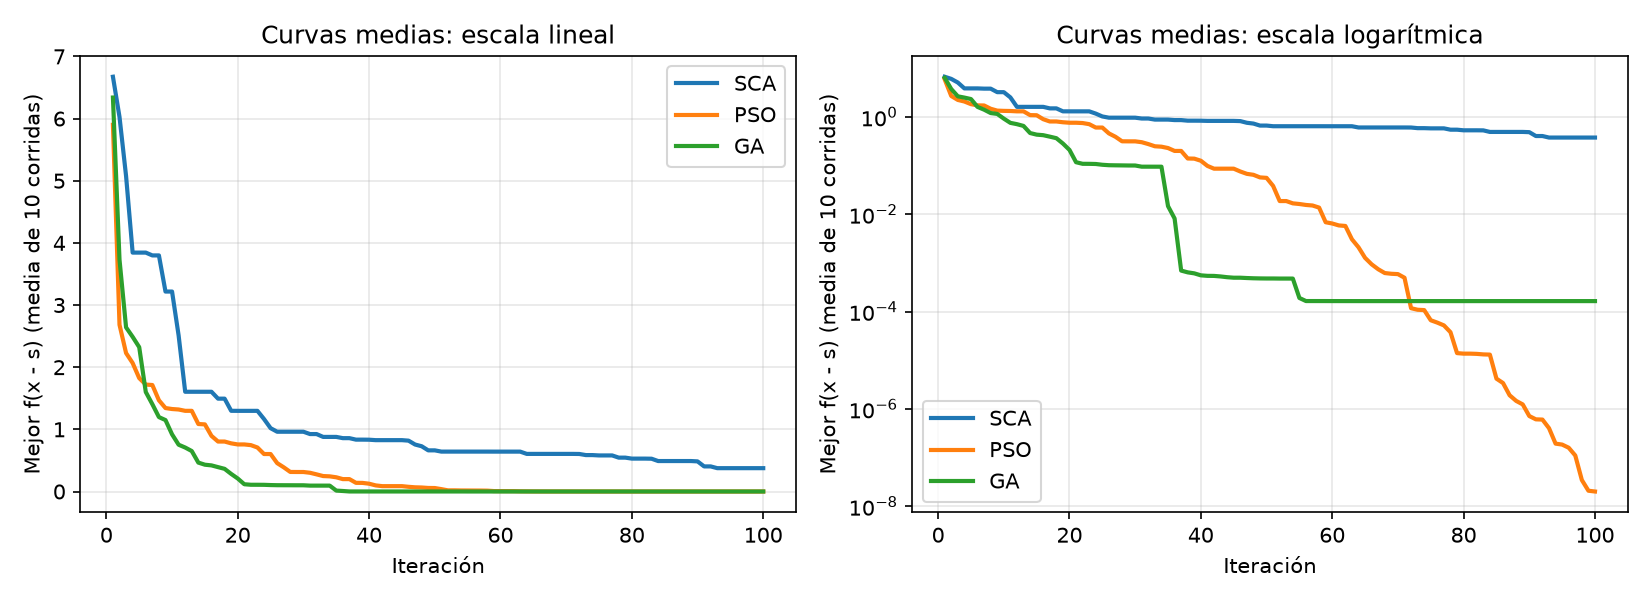 Curvas medias: escala lineal
Mejor f(x - s) (media de 10 corridas)
7
6
5
4
3
2
1
0
SCA
PSO
GA
0 20 40 60 80 100
Iteración
Curvas medias: escala logarítmica
Mejor f(x - s) (media de 10 corridas)
10⁰
10⁻²
10⁻⁴
10⁻⁶
10⁻⁸
SCA
PSO
GA
0 20 40 60 80 100
Iteración